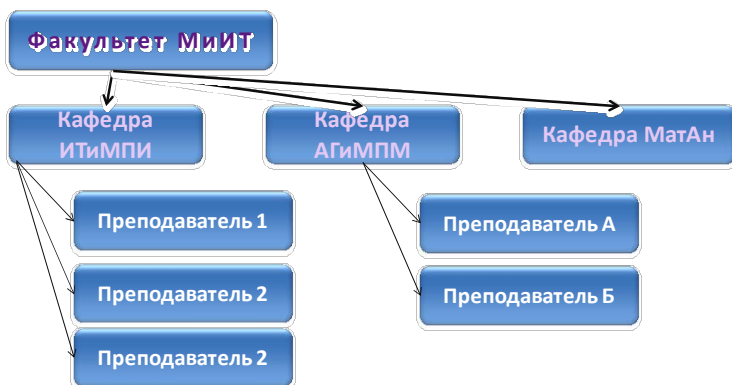 Факультет МиИТ
Кафедра
ИТиМПИ
Кафедра
АГиМПМ
Кафедра МатАн
Преподаватель 1
Преподаватель 2
Преподаватель 2
Преподаватель А
Преподаватель Б